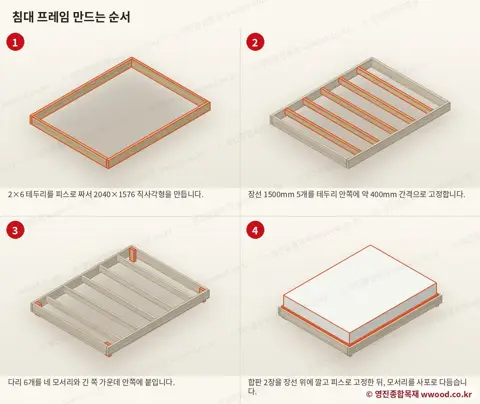 침대 프레임 만드는 순서
1
2
2×6 테두리를 피스로 짜서 2040×1576 직사각형을 만듭니다.
장선 1500mm 5개를 테두리 안쪽에 약 400mm 간격으로 고정합니다.
3
4
다리 6개를 네 모서리와 긴 쪽 가운데 안쪽에 붙입니다.
합판 2장을 장선 위에 깔고 피스로 고정한 뒤, 모서리를 사포로 다듬습니
다.
© 영진종합목재 wwood.co.kr